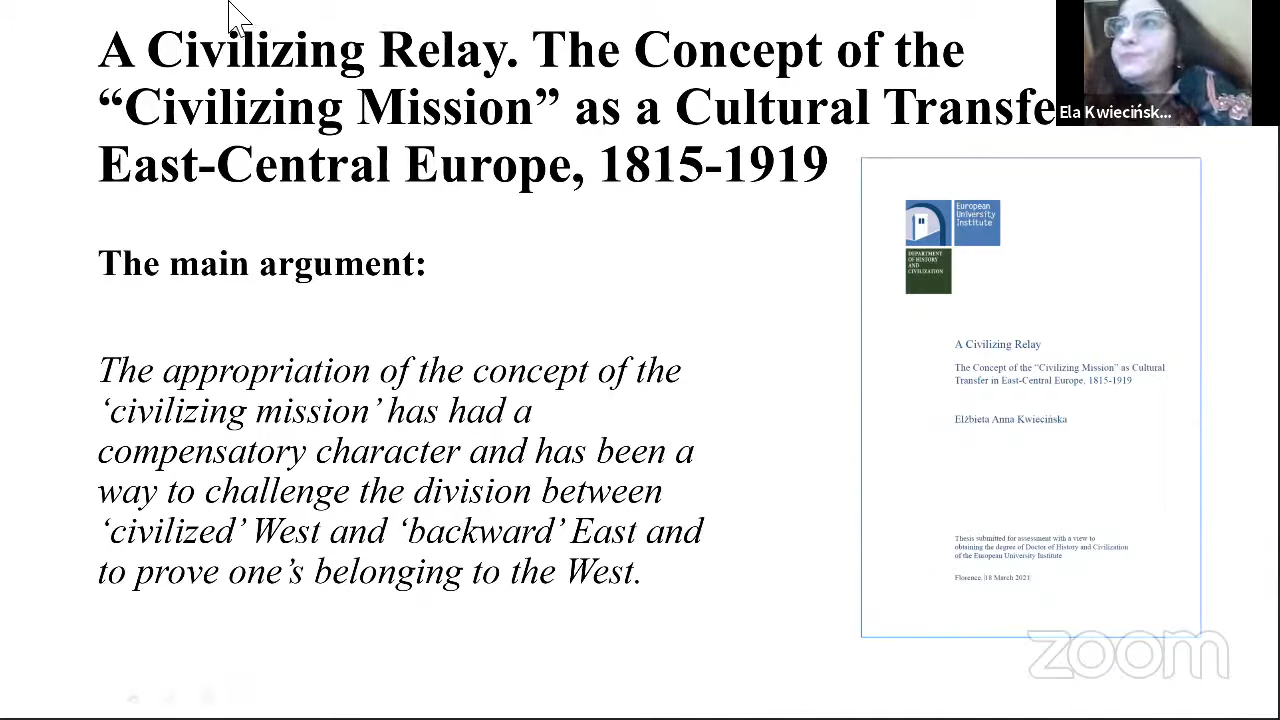 A Civilizing Relay. The Concept of the
“Civilizing Mission” as a Cultural Transfe
East-Central Europe, 1815-1919
Ela Kwiecińsk...
The main argument:
The appropriation of the concept of the
‘civilizing mission’ has had a
compensatory character and has been a
way to challenge the division between
‘civilized’ West and ‘backward’ East and
to prove one’s belonging to the West.
European
University
Institute
DEPARTMENT
OF HISTORY
AND
CIVILIZATION
A Civilizing Relay
The Concept of the “Civilizing Mission” as Cultural
Transfer in East-Central Europe, 1815-1919
Elżbieta Anna Kwiecińska
Thesis submitted for assessment with a view to
obtaining the degree of Doctor of History and Civilization
of the European University Institute
Florence, 18 March 2021
zoom